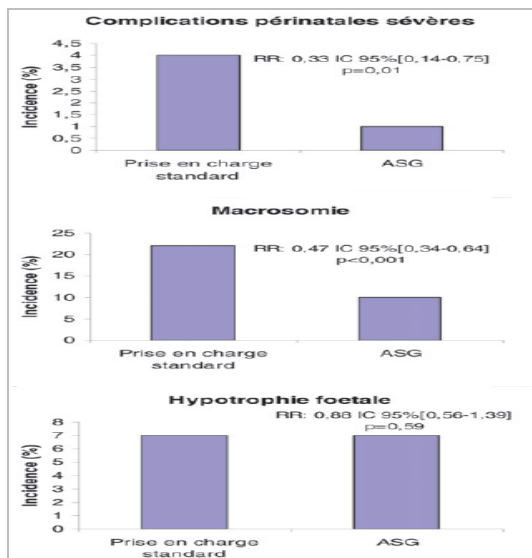 Complications périnatales sévères
Incidence (%)
4,5
4
3,5
3
2,5
2
1,5
1
0,5
0
RR: 0,33 IC 95%[0,14-0,75]
p=0,01
Prise en charge
standard
ASG
Macrosomie
Incidence (%)
25
20
15
10
5
0
RR: 0,47 IC 95%[0,34-0,64]
p<0,001
Prise en charge
standard
ASG
Hypotrophie foetale
Incidence (%)
8
7
6
5
4
3
2
1
0
RR: 0,88 IC 95%[0,56-1,39]
p=0,59
Prise en charge
standard
ASG